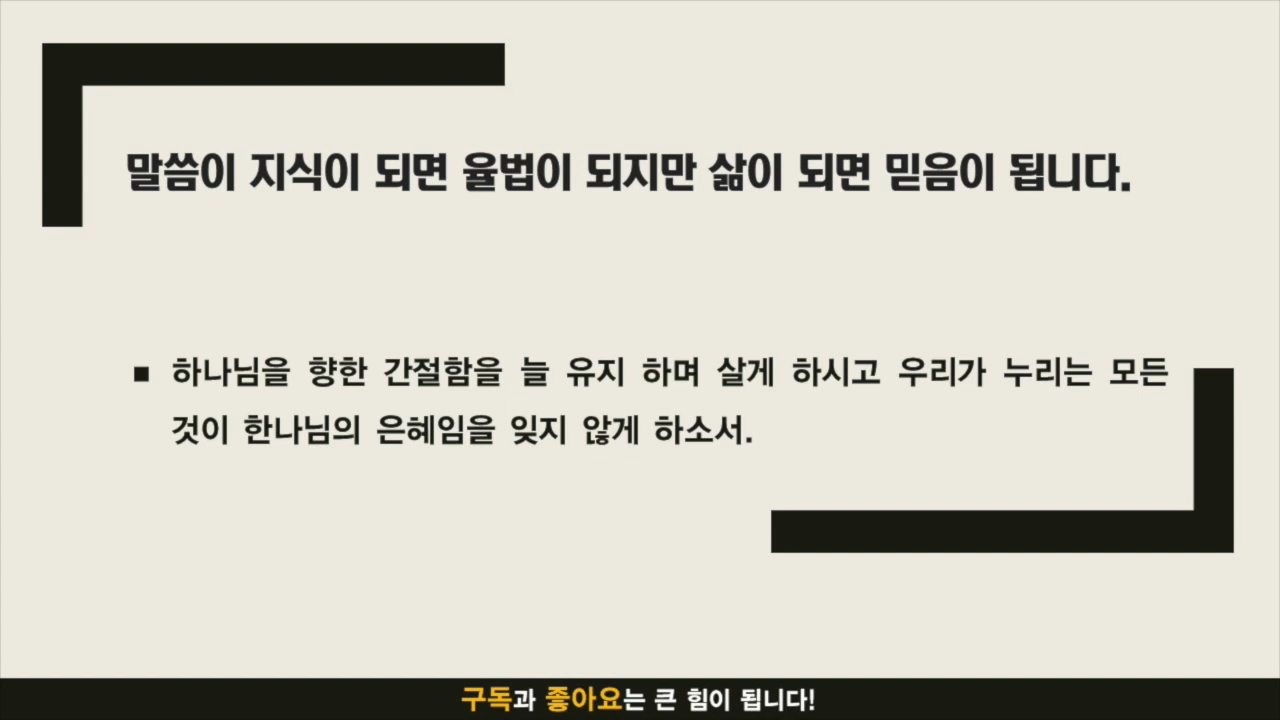 말씀이 지식이 되면 율법이 되지만 삶이 되면 믿음이 됩니다.
■ 하나님을 향한 간절함을 늘 유지 하며 살게 하시고 우리가 누리는 모든
것이 한나님의 은혜임을 잊지 않게 하소서.
구독과 좋아요는 큰 힘이 됩니다!